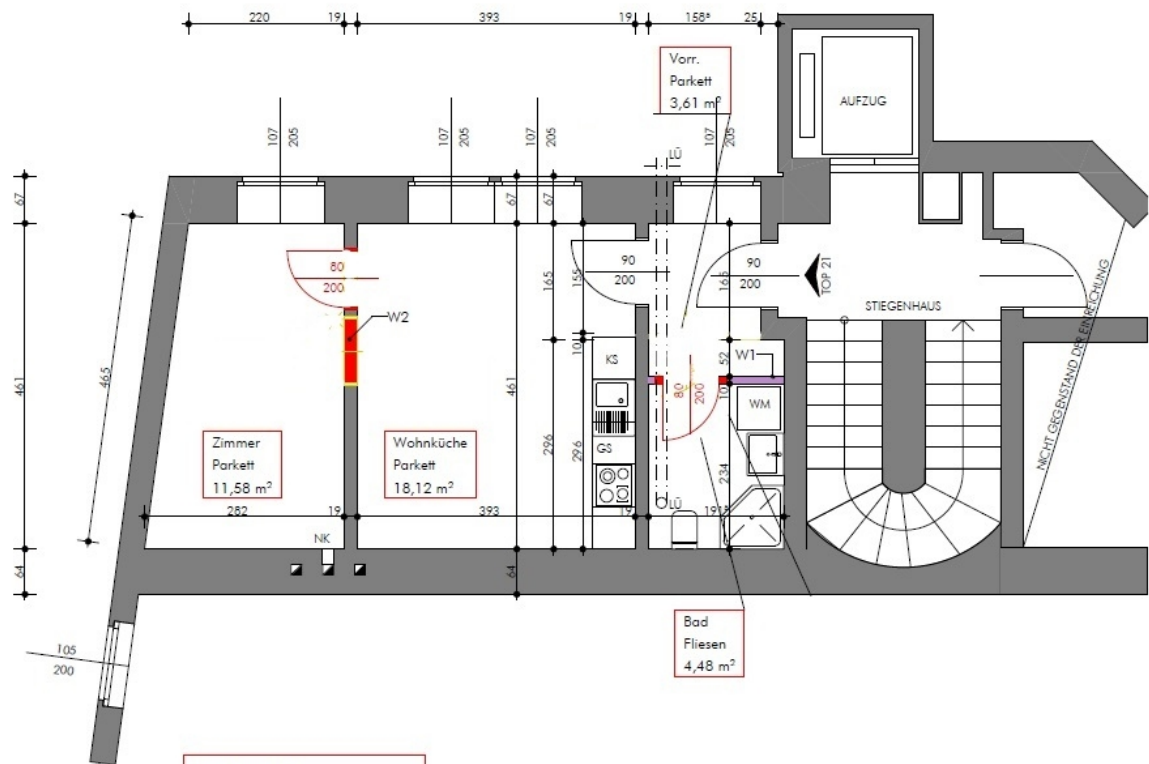 220
19
393
19
158⁵
25
Vorr.
Parkett
3,61 m²
AUFZUG
107
205
107
205
107
205
107
205
LÜ
67
67
67
80
200
90
200
90
200
TOP 21
STIEGENHAUS
NICHT GEGENSTAND DER EINREICHUNG
165
155
165
W2
10
52
W1
KS
10
80
200
WM
465
461
461
296
296
GS
234
Zimmer
Parkett
11,58 m²
Wohnküche
Parkett
18,12 m²
LÜ
282
19
393
19
191⁵
NK
64
64
Bad
Fliesen
4,48 m²
105
200